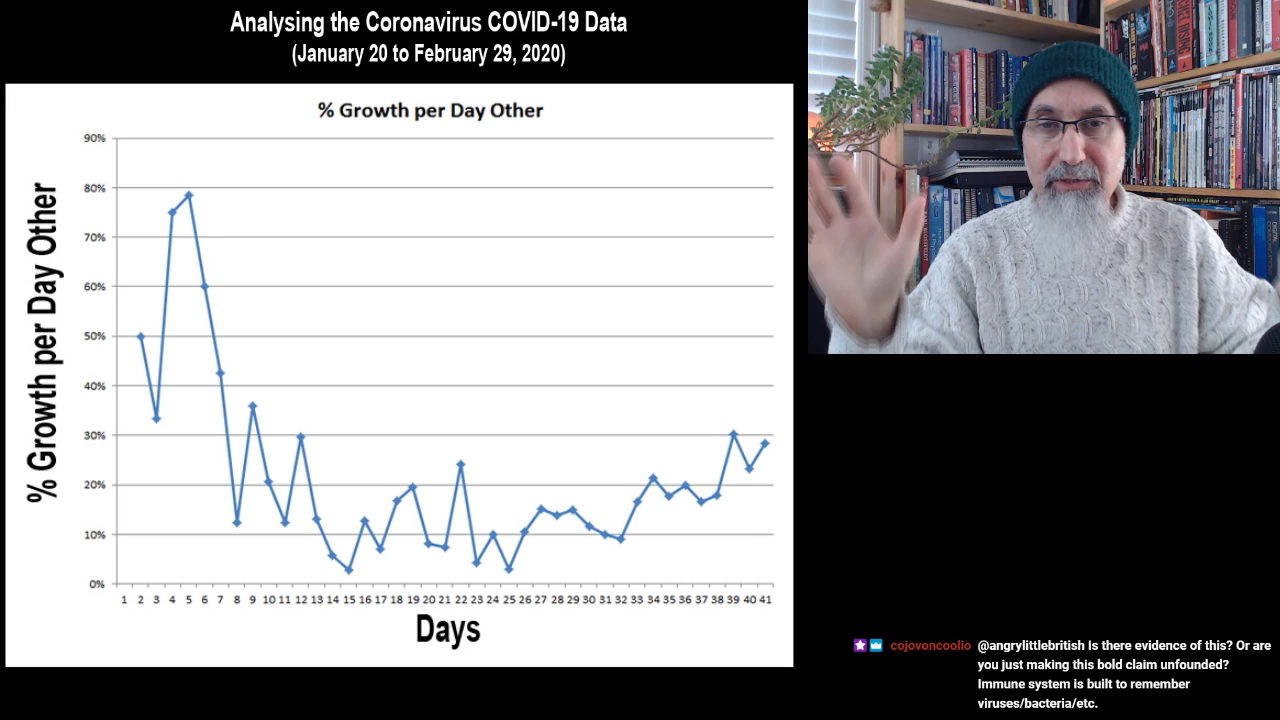 Analysing the Coronavirus COVID-19 Data
(January 20 to February 29, 2020)
% Growth per Day Other
90%
80%
70%
60%
50%
40%
30%
20%
10%
0%
% Growth per Day Other
1 2 3 4 5 6 7 8 9 10 11 12 13 14 15 16 17 18 19 20 21 22 23 24 25 26 27 28 29 30 31 32 33 34 35 36 37 38 39 40 41
Days
cojovoncoolio @angrylittlebritish Is there evidence of this? Or are
you just making this bold claim unfounded?
Immune system is built to remember
viruses/bacteria/etc.